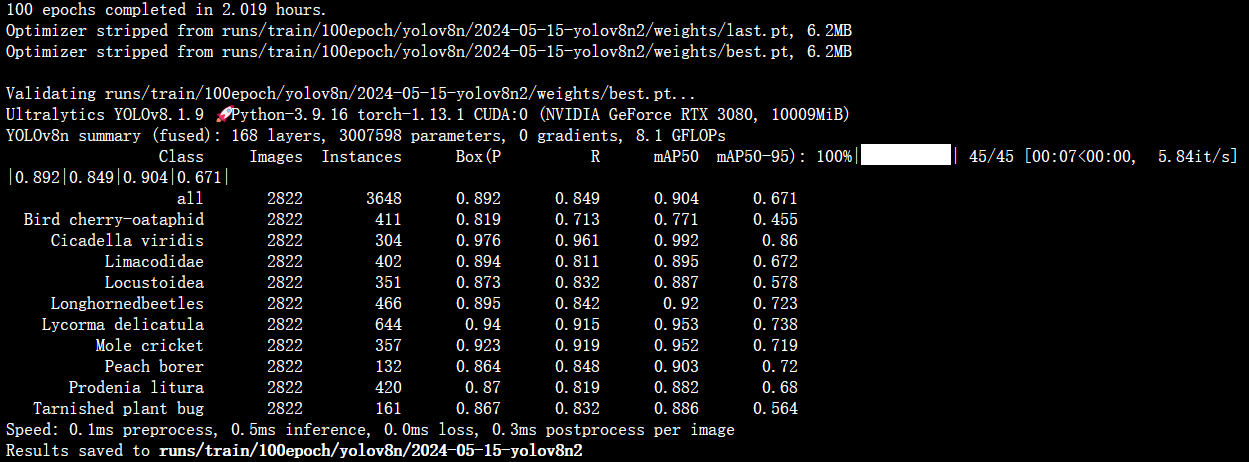 100 epochs completed in 2.019 hours.
Optimizer stripped from runs/train/100epoch/yolov8n/2024-05-15-yolov8n2/weights/last.pt, 6.2MB
Optimizer stripped from runs/train/100epoch/yolov8n/2024-05-15-yolov8n2/weights/best.pt, 6.2MB
Validating runs/train/100epoch/yolov8n/2024-05-15-yolov8n2/weights/best.pt...
Ultralytics YOLOv8.1.9 🚀Python-3.9.16 torch-1.13.1 CUDA:0 (NVIDIA GeForce RTX 3080, 10009MiB)
YOLOv8n summary (fused): 168 layers, 3007598 parameters, 0 gradients, 8.1 GFLOPs
Class Images Instances Box(P R mAP50 mAP50-95): 100%|██████████| 45/45 [00:07<00:00, 5.84it/s]
|0.892|0.849|0.904|0.671|
all 2822 3648 0.892 0.849 0.904 0.671
Bird cherry-oataphid 2822 411 0.819 0.713 0.771 0.455
Cicadella viridis 2822 304 0.976 0.961 0.992 0.86
Limacodidae 2822 402 0.894 0.811 0.895 0.672
Locustoidea 2822 351 0.873 0.832 0.887 0.578
Longhornedbeetles 2822 466 0.895 0.842 0.92 0.723
Lycorma delicatula 2822 644 0.94 0.915 0.953 0.738
Mole cricket 2822 357 0.923 0.919 0.952 0.719
Peach borer 2822 132 0.864 0.848 0.903 0.72
Prodenia litura 2822 420 0.87 0.819 0.882 0.68
Tarnished plant bug 2822 161 0.867 0.832 0.886 0.564
Speed: 0.1ms preprocess, 0.5ms inference, 0.0ms loss, 0.3ms postprocess per image
Results saved to runs/train/100epoch/yolov8n/2024-05-15-yolov8n2